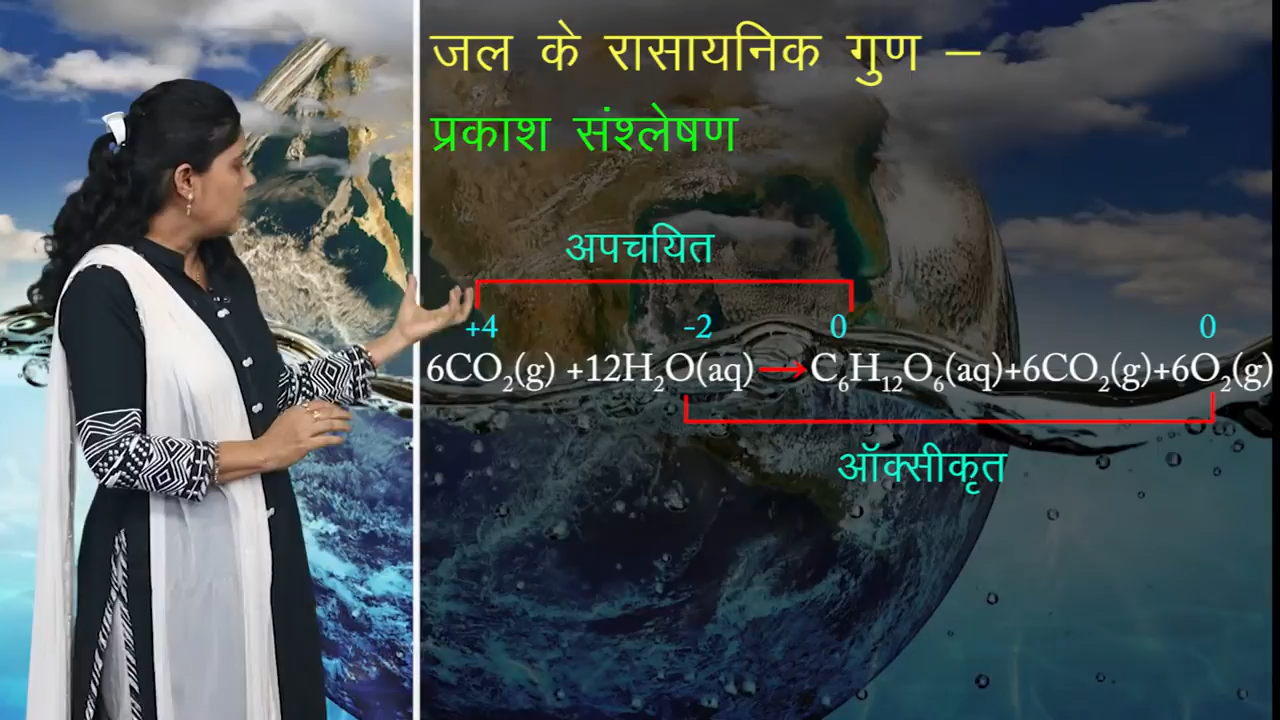 जल के रासायनिक गुण –
प्रकाश संश्लेषण
अपचयित
+4 -2 0 0
6CO₂(g) +12H₂O(aq)→C₆H₁₂O₆(aq)+6CO₂(g)+6O₂(g)
ऑक्सीकृत